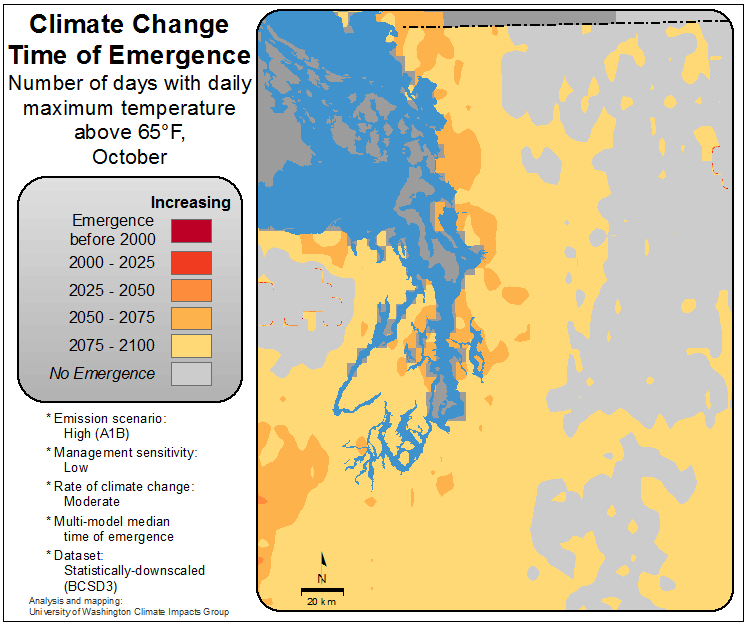 Climate Change
Time of Emergence
Number of days with daily
maximum temperature
above 65°F,
October
Increasing
Emergence
before 2000
2000 - 2025
2025 - 2050
2050 - 2075
2075 - 2100
No Emergence
* Emission scenario:
High (A1B)
* Management sensitivity:
Low
* Rate of climate change:
Moderate
* Multi-model median
time of emergence
* Dataset:
Statistically-downscaled
(BCSD3)
Analysis and mapping:
University of Washington Climate Impacts Group
N
20 km